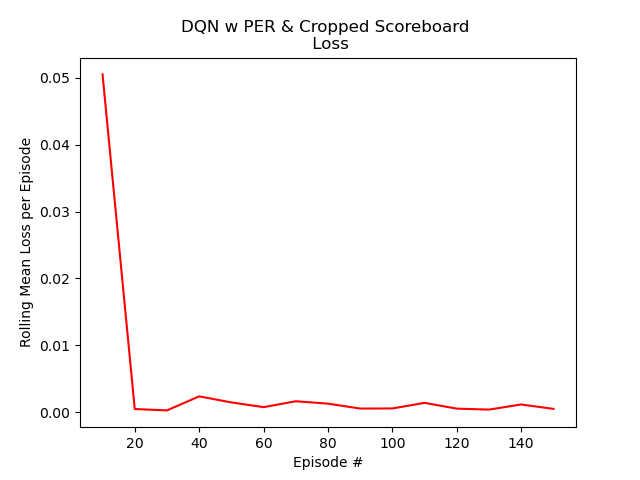 DQN w PER & Cropped Scoreboard
Loss
Rolling Mean Loss per Episode
0.05
0.04
0.03
0.02
0.01
0.00
20 40 60 80 100 120 140
Episode #